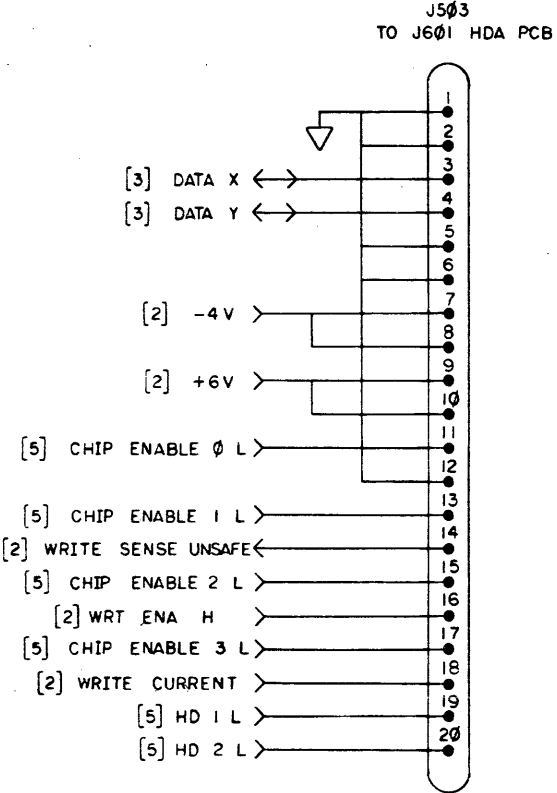 J5Ø3
TO J6Ø1 HDA PCB
1
2
[3] DATA X 3
[3] DATA Y 4
5
6
[2] -4V 7
8
[2] +6V 9
1Ø
[5] CHIP ENABLE Ø L 11
12
[5] CHIP ENABLE 1 L 13
[2] WRITE SENSE UNSAFE 14
[5] CHIP ENABLE 2 L 15
[2] WRT ENA H 16
[5] CHIP ENABLE 3 L 17
[2] WRITE CURRENT 18
[5] HD 1 L 19
[5] HD 2 L 2Ø